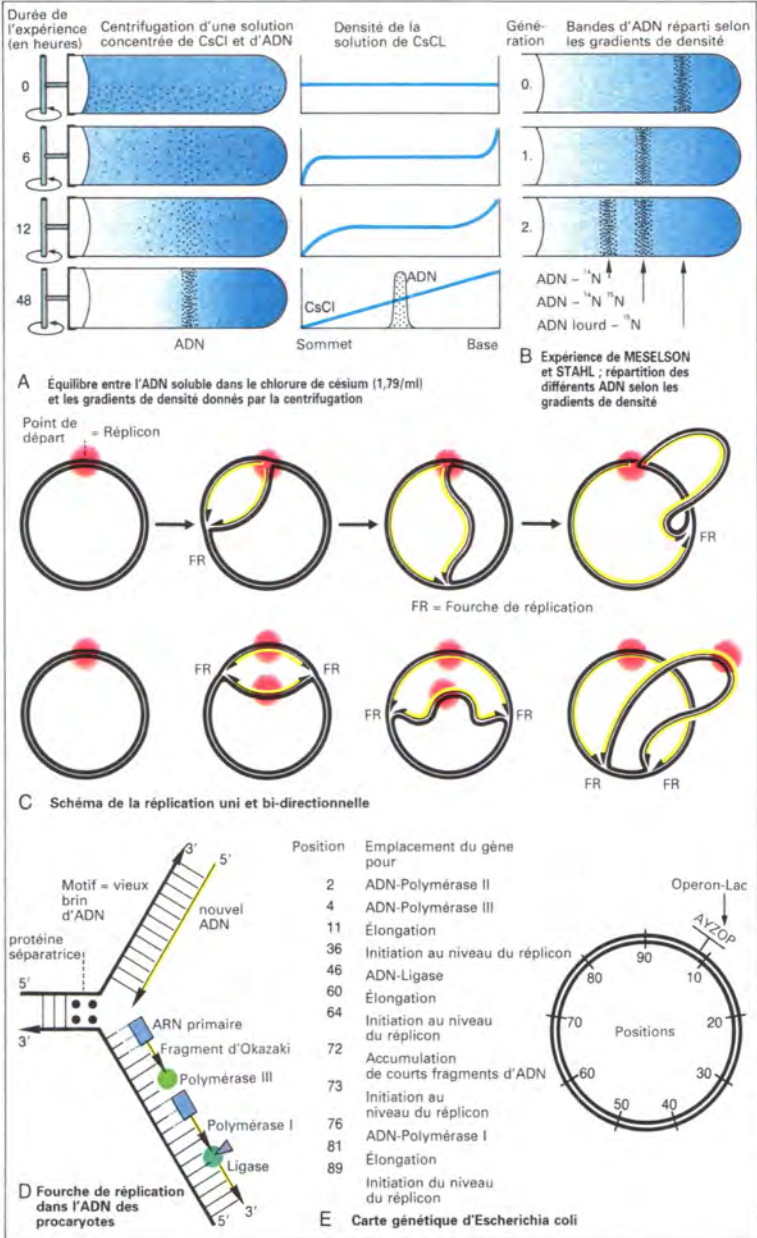 Durée de
l'expérience
(en heures)
Centrifugation d'une solution
concentrée de CsCl et d'ADN
Densité de la
solution de CsCL
Géné-
ration
Bandes d'ADN réparti selon
les gradients de densité
0
6
12
48
CsCl
ADN
ADN
Sommet
Base
0.
1.
2.
ADN – ¹⁴N
ADN – ¹⁴N ¹⁵N
ADN lourd – ¹⁵N
A Équilibre entre l'ADN soluble dans le chlorure de césium (1,79/ml)
et les gradients de densité donnés par la centrifugation
B Expérience de MESELSON
et STAHL ; répartition des
différents ADN selon les
gradients de densité
Point de
départ
= Réplicon
FR
FR
FR
FR = Fourche de réplication
FR
FR
FR
FR
FR
FR
C Schéma de la réplication uni et bi-directionnelle
3'
5'
Motif = vieux
brin
d'ADN
nouvel
ADN
protéine
séparatrice
5'
3'
ARN primaire
Fragment d'Okazaki
Polymérase III
Polymérase I
Ligase
3'
5'
D Fourche de réplication
dans l'ADN des
procaryotes
Position
Emplacement du gène
pour
2 ADN-Polymérase II
4 ADN-Polymérase III
11 Élongation
36 Initiation au niveau du réplicon
46 ADN-Ligase
60 Élongation
64
Initiation au niveau
du réplicon
72
Accumulation
de courts fragments d'ADN
73
Initiation au
niveau du réplicon
76
ADN-Polymérase I
81
Élongation
89
Initiation du niveau
du réplicon
Operon-Lac
AYZOP
90
10
20
30
40
50
60
70
80
Positions
E Carte génétique d'Escherichia coli